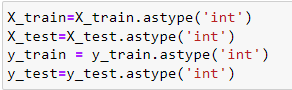 X_train=X_train.astype('int')
X_test=X_test.astype('int')
y_train = y_train.astype('int')
y_test=y_test.astype('int')